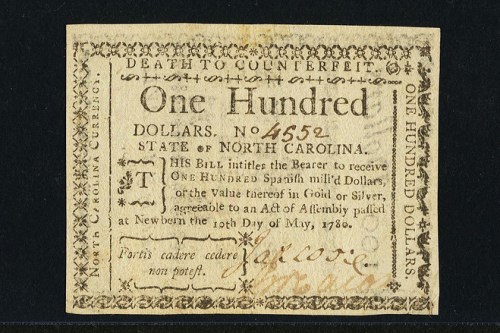 DEATH TO COUNTERFEIT.
One Hundred
DOLLARS. No 4552
STATE OF NORTH CAROLINA.
THIS BILL intitles the Bearer to receive
ONE HUNDRED Spanish mill'd Dollars,
or the Value thereof in Gold or Silver,
agreeable to an Act of Assembly passed
at Newbern the 10th Day of May, 1780.
Fortis cadere cedere
non potest.
NORTH CAROLINA CURRENCY.
ONE HUNDRED DOLLARS.